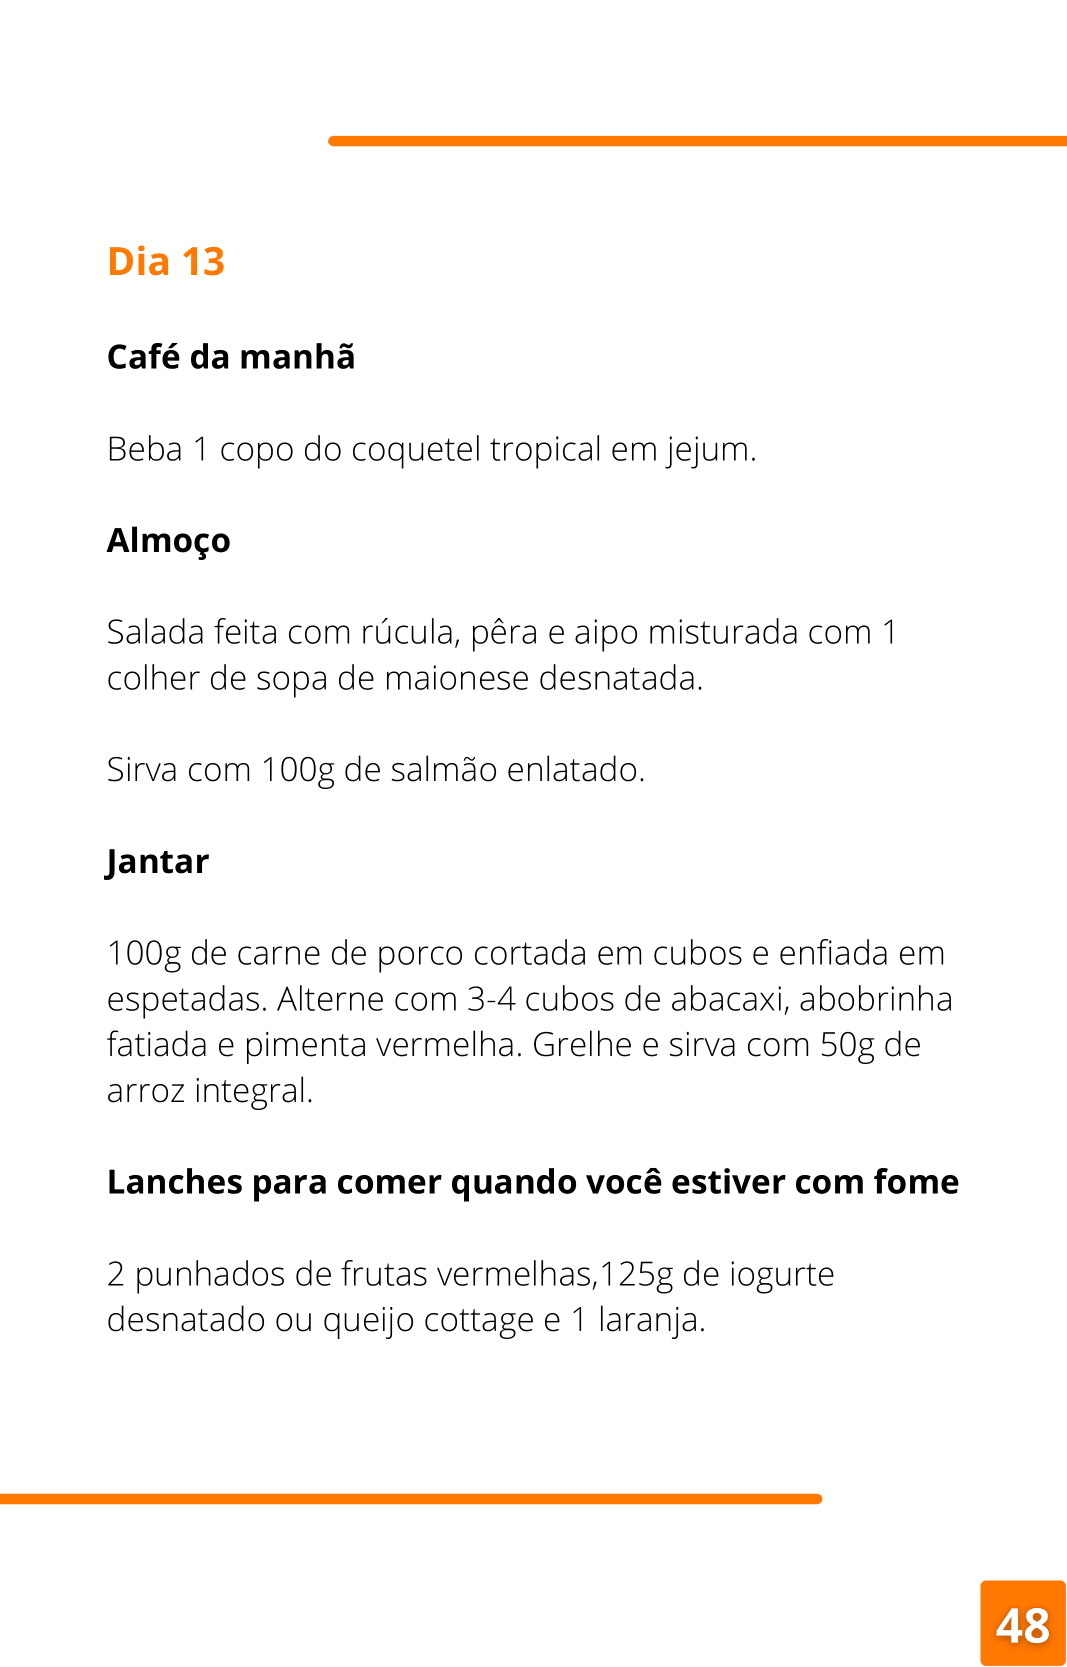 Dia 13
Café da manhã
Beba 1 copo do coquetel tropical em jejum.
Almoço
Salada feita com rúcula, pêra e aipo misturada com 1
colher de sopa de maionese desnatada.
Sirva com 100g de salmão enlatado.
Jantar
100g de carne de porco cortada em cubos e enfiada em
espetadas. Alterne com 3-4 cubos de abacaxi, abobrinha
fatiada e pimenta vermelha. Grelhe e sirva com 50g de
arroz integral.
Lanches para comer quando você estiver com fome
2 punhados de frutas vermelhas,125g de iogurte
desnatado ou queijo cottage e 1 laranja.
48